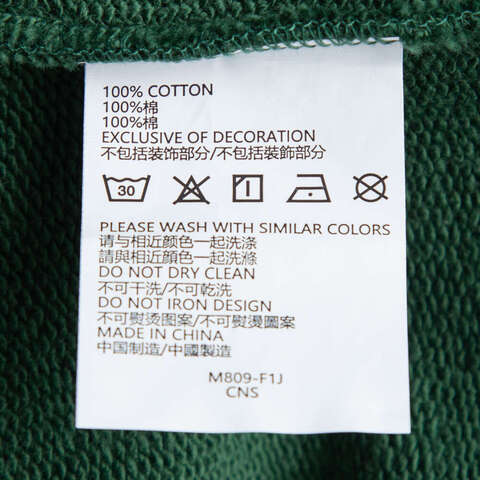 100% COTTON
100%棉
100%棉
EXCLUSIVE OF DECORATION
不包括装饰部分/不包括裝飾部分
30
PLEASE WASH WITH SIMILAR COLORS
请与相近颜色一起洗涤
請與相近顏色一起洗滌
DO NOT DRY CLEAN
不可干洗/不可乾洗
DO NOT IRON DESIGN
不可熨烫图案/不可熨燙圖案
MADE IN CHINA
中国制造/中國製造
M809-F1J
CNS